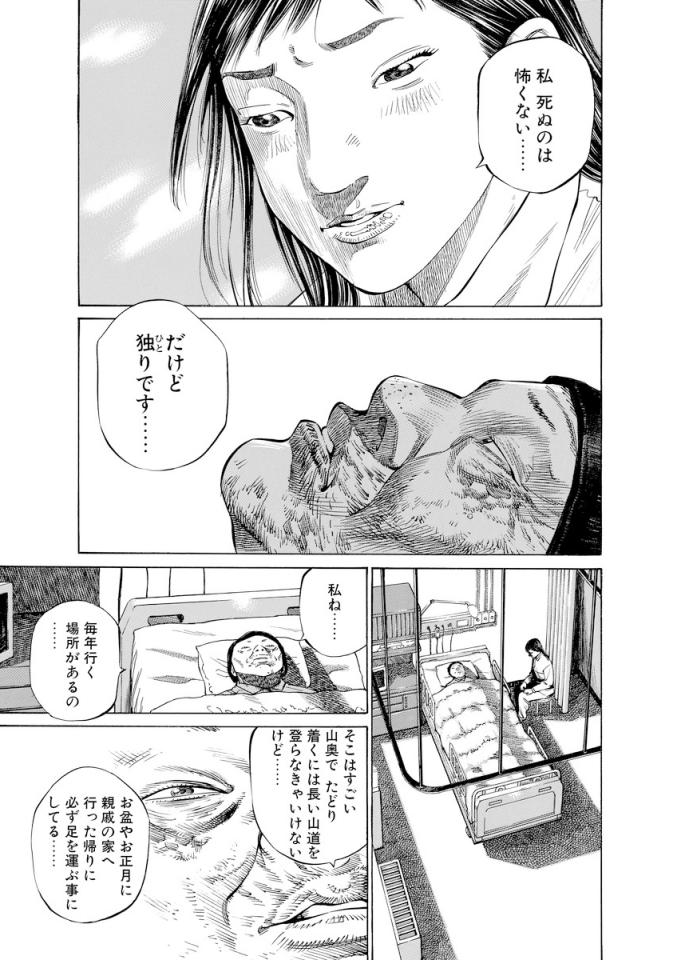 私 死ぬのは
怖くない……
だけど
独りです……
ひと
私ね……
毎年行く
場所があるの
……
そこはすごい
山奥で たどり
着くには長い山道を
登らなきゃいけない
けど……
お盆やお正月に
親戚の家へ
行った帰りに
必ず足を運ぶ事に
してる……